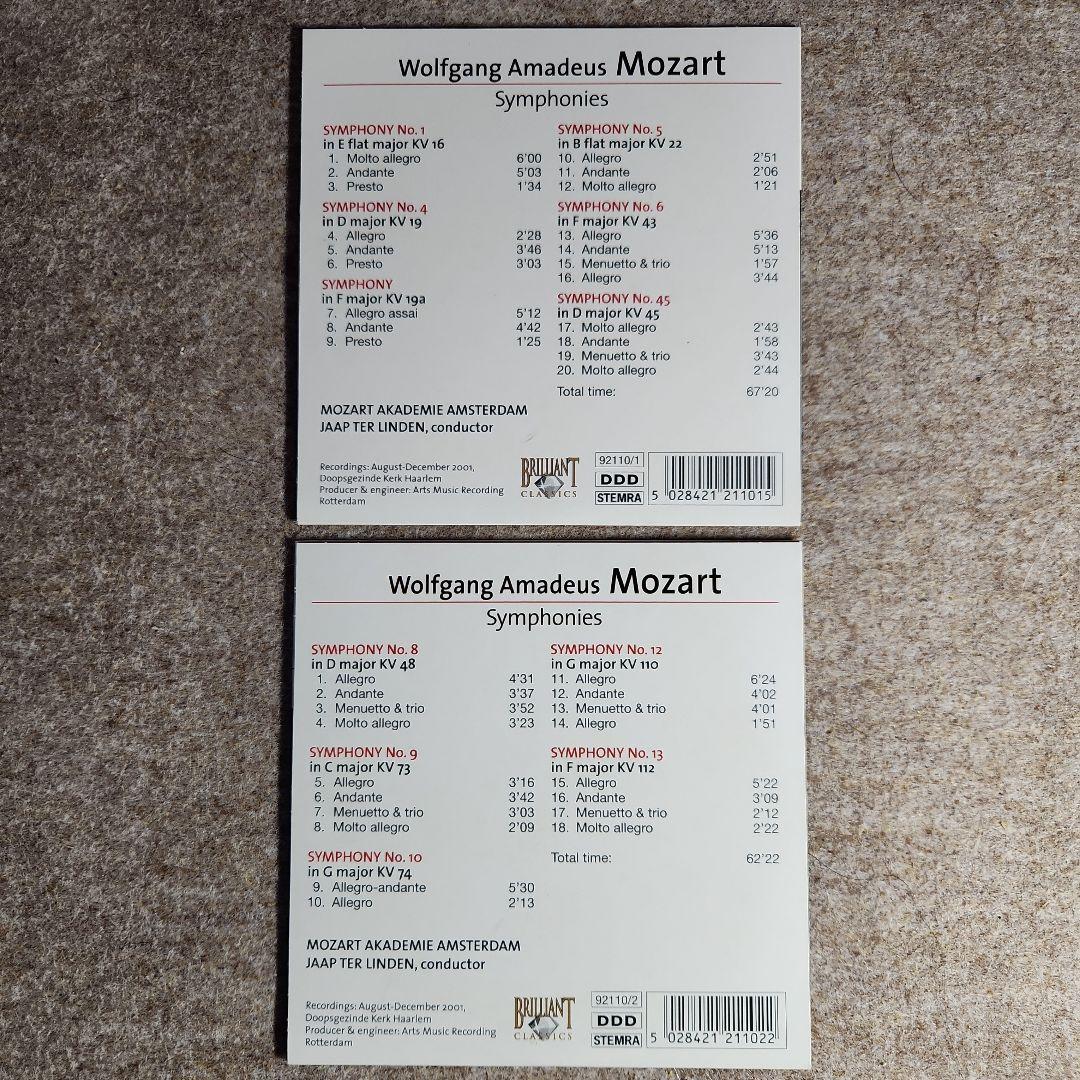 Wolfgang Amadeus Mozart
Symphonies
SYMPHONY No. 1
in E flat major KV 16
1. Molto allegro 6'00
2. Andante 5'03
3. Presto 1'34
SYMPHONY No. 4
in D major KV 19
4. Allegro 2'28
5. Andante 3'46
6. Presto 3'03
SYMPHONY
in F major KV 19a
7. Allegro assai 5'12
8. Andante 4'42
9. Presto 1'25
SYMPHONY No. 5
in B flat major KV 22
10. Allegro 2'51
11. Andante 2'06
12. Molto allegro 1'21
SYMPHONY No. 6
in F major KV 43
13. Allegro 5'36
14. Andante 5'13
15. Menuetto & trio 1'57
16. Allegro 3'44
SYMPHONY No. 45
in D major KV 45
17. Molto allegro 2'43
18. Andante 1'58
19. Menuetto & trio 3'43
20. Molto allegro 2'44
Total time: 67'20
MOZART AKADEMIE AMSTERDAM
JAAP TER LINDEN, conductor
Recordings: August-December 2001,
Doopsgezinde Kerk Haarlem
Producer & engineer: Arts Music Recording
Rotterdam
BRILLIANT
CLASSICS
92110/1
DDD
STEMRA
5 028421 211015
Wolfgang Amadeus Mozart
Symphonies
SYMPHONY No. 8
in D major KV 48
1. Allegro 4'31
2. Andante 3'37
3. Menuetto & trio 3'52
4. Molto allegro 3'23
SYMPHONY No. 9
in C major KV 73
5. Allegro 3'16
6. Andante 3'42
7. Menuetto & trio 3'03
8. Molto allegro 2'09
SYMPHONY No. 10
in G major KV 74
9. Allegro-andante 5'30
10. Allegro 2'13
SYMPHONY No. 12
in G major KV 110
11. Allegro 6'24
12. Andante 4'02
13. Menuetto & trio 4'01
14. Allegro 1'51
SYMPHONY No. 13
in F major KV 112
15. Allegro 5'22
16. Andante 3'09
17. Menuetto & trio 2'12
18. Molto allegro 2'22
Total time: 62'22
MOZART AKADEMIE AMSTERDAM
JAAP TER LINDEN, conductor
Recordings: August-December 2001,
Doopsgezinde Kerk Haarlem
Producer & engineer: Arts Music Recording
Rotterdam
BRILLIANT
CLASSICS
92110/2
DDD
STEMRA
5 028421 211022